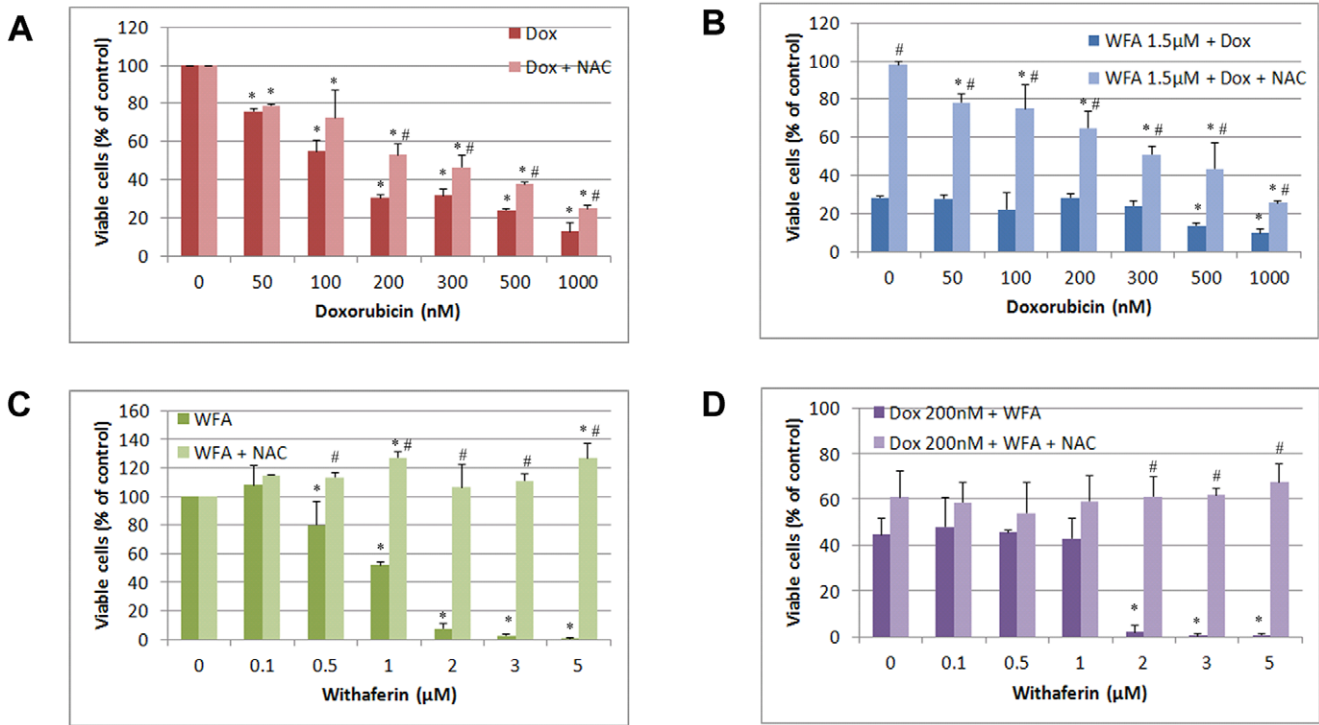 A
120
100
80
60
40
20
0
Viable cells (% of control)
Dox
Dox + NAC
* * * * * *# * *# * *# * *#
0 50 100 200 300 500 1000
Doxorubicin (nM)
B
120
100
80
60
40
20
0
Viable cells (% of control)
WFA 1.5µM + Dox
WFA 1.5µM + Dox + NAC
# *# *# *# *# * *# * *#
0 50 100 200 300 500 1000
Doxorubicin (nM)
C
160
140
120
100
80
60
40
20
0
Viable cells (% of control)
WFA
WFA + NAC
* # * *# * # * # * *#
0 0.1 0.5 1 2 3 5
Withaferin (µM)
D
100
80
60
40
20
0
Viable cells (% of control)
Dox 200nM + WFA
Dox 200nM + WFA + NAC
* # * # * #
0 0.1 0.5 1 2 3 5
Withaferin (µM)